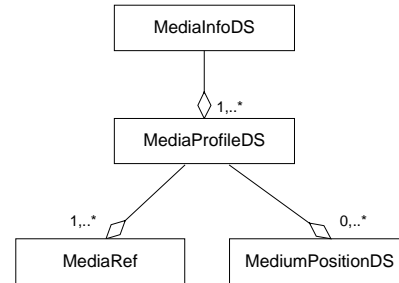 MediaInfoDS
1,..*
MediaProfileDS
1,..* 0,..*
MediaRef MediumPositionDS